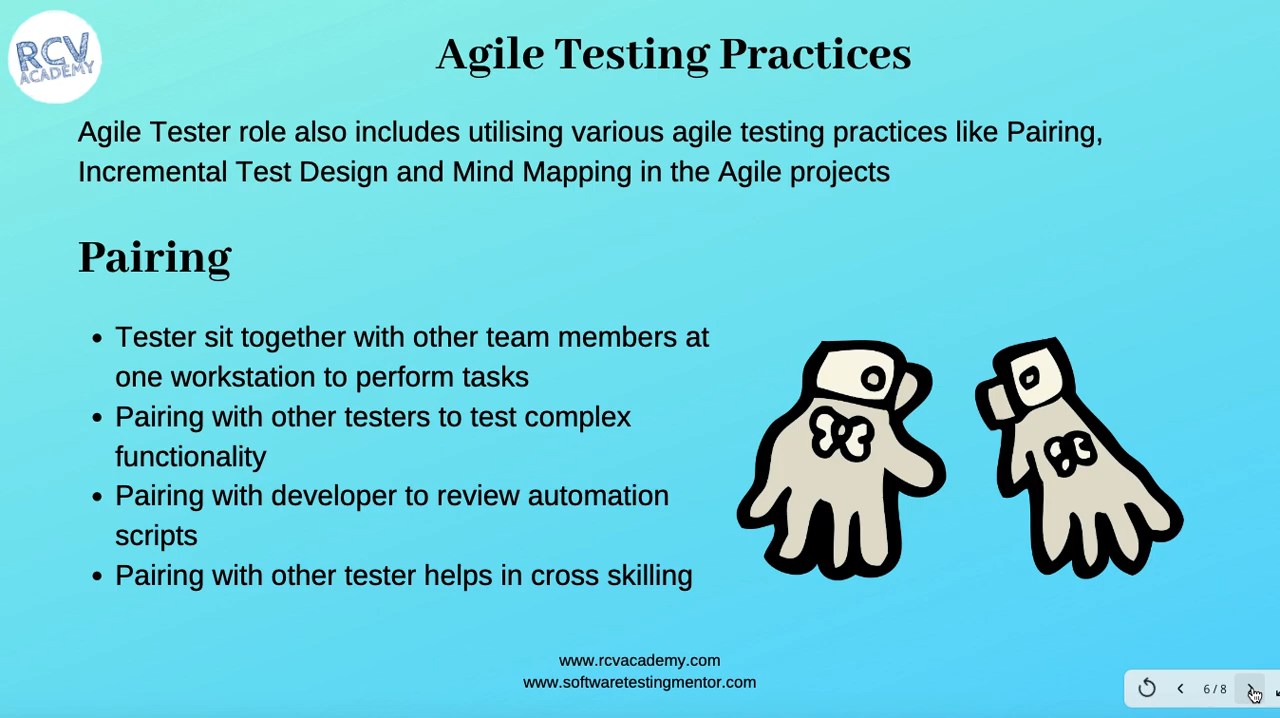 RCV
ACADEMY
Agile Testing Practices
Agile Tester role also includes utilising various agile testing practices like Pairing,
Incremental Test Design and Mind Mapping in the Agile projects
Pairing
• Tester sit together with other team members at
one workstation to perform tasks
• Pairing with other testers to test complex
functionality
• Pairing with developer to review automation
scripts
• Pairing with other tester helps in cross skilling
www.rcvacademy.com
www.softwaretestingmentor.com
6 / 8